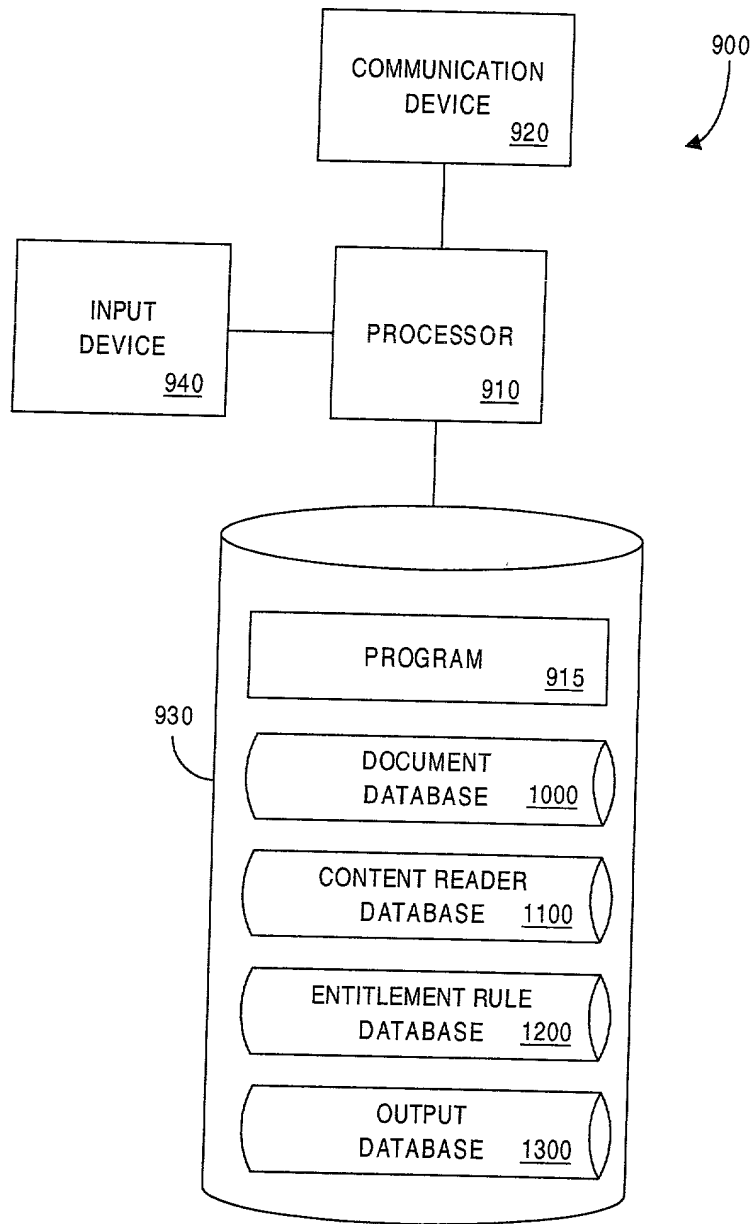 900
COMMUNICATION
DEVICE
920
INPUT
DEVICE
940
PROCESSOR
910
930
PROGRAM
915
DOCUMENT
DATABASE 1000
CONTENT READER
DATABASE 1100
ENTITLEMENT RULE
DATABASE 1200
OUTPUT
DATABASE 1300